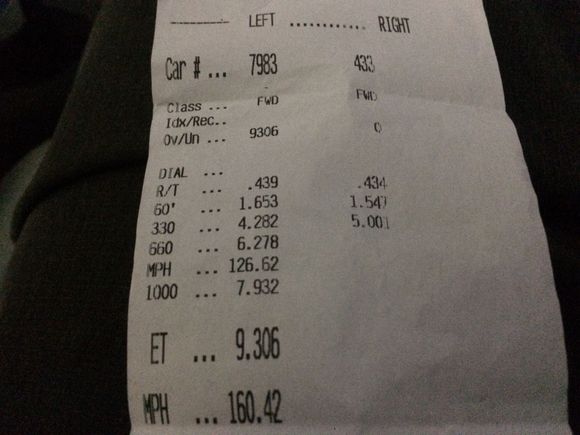 -------- LEFT ............ RIGHT
Car # ... 7983 433
Class ... FWD FWD
Idx/Rec..
Ov/Un ... 9306 0
DIAL ...
R/T ... .439 .434
60' ... 1.653 1.547
330 ... 4.282 5.001
660 ... 6.278
MPH ... 126.62
1000 ... 7.932
ET ... 9.306
MPH ... 160.42